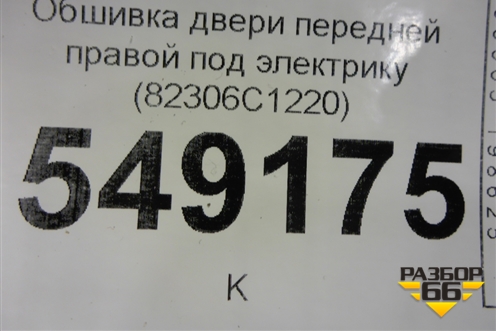 Обшивка двери передней
правой под электрику
(82306C1220)
549175
К
РАЗБОР
66